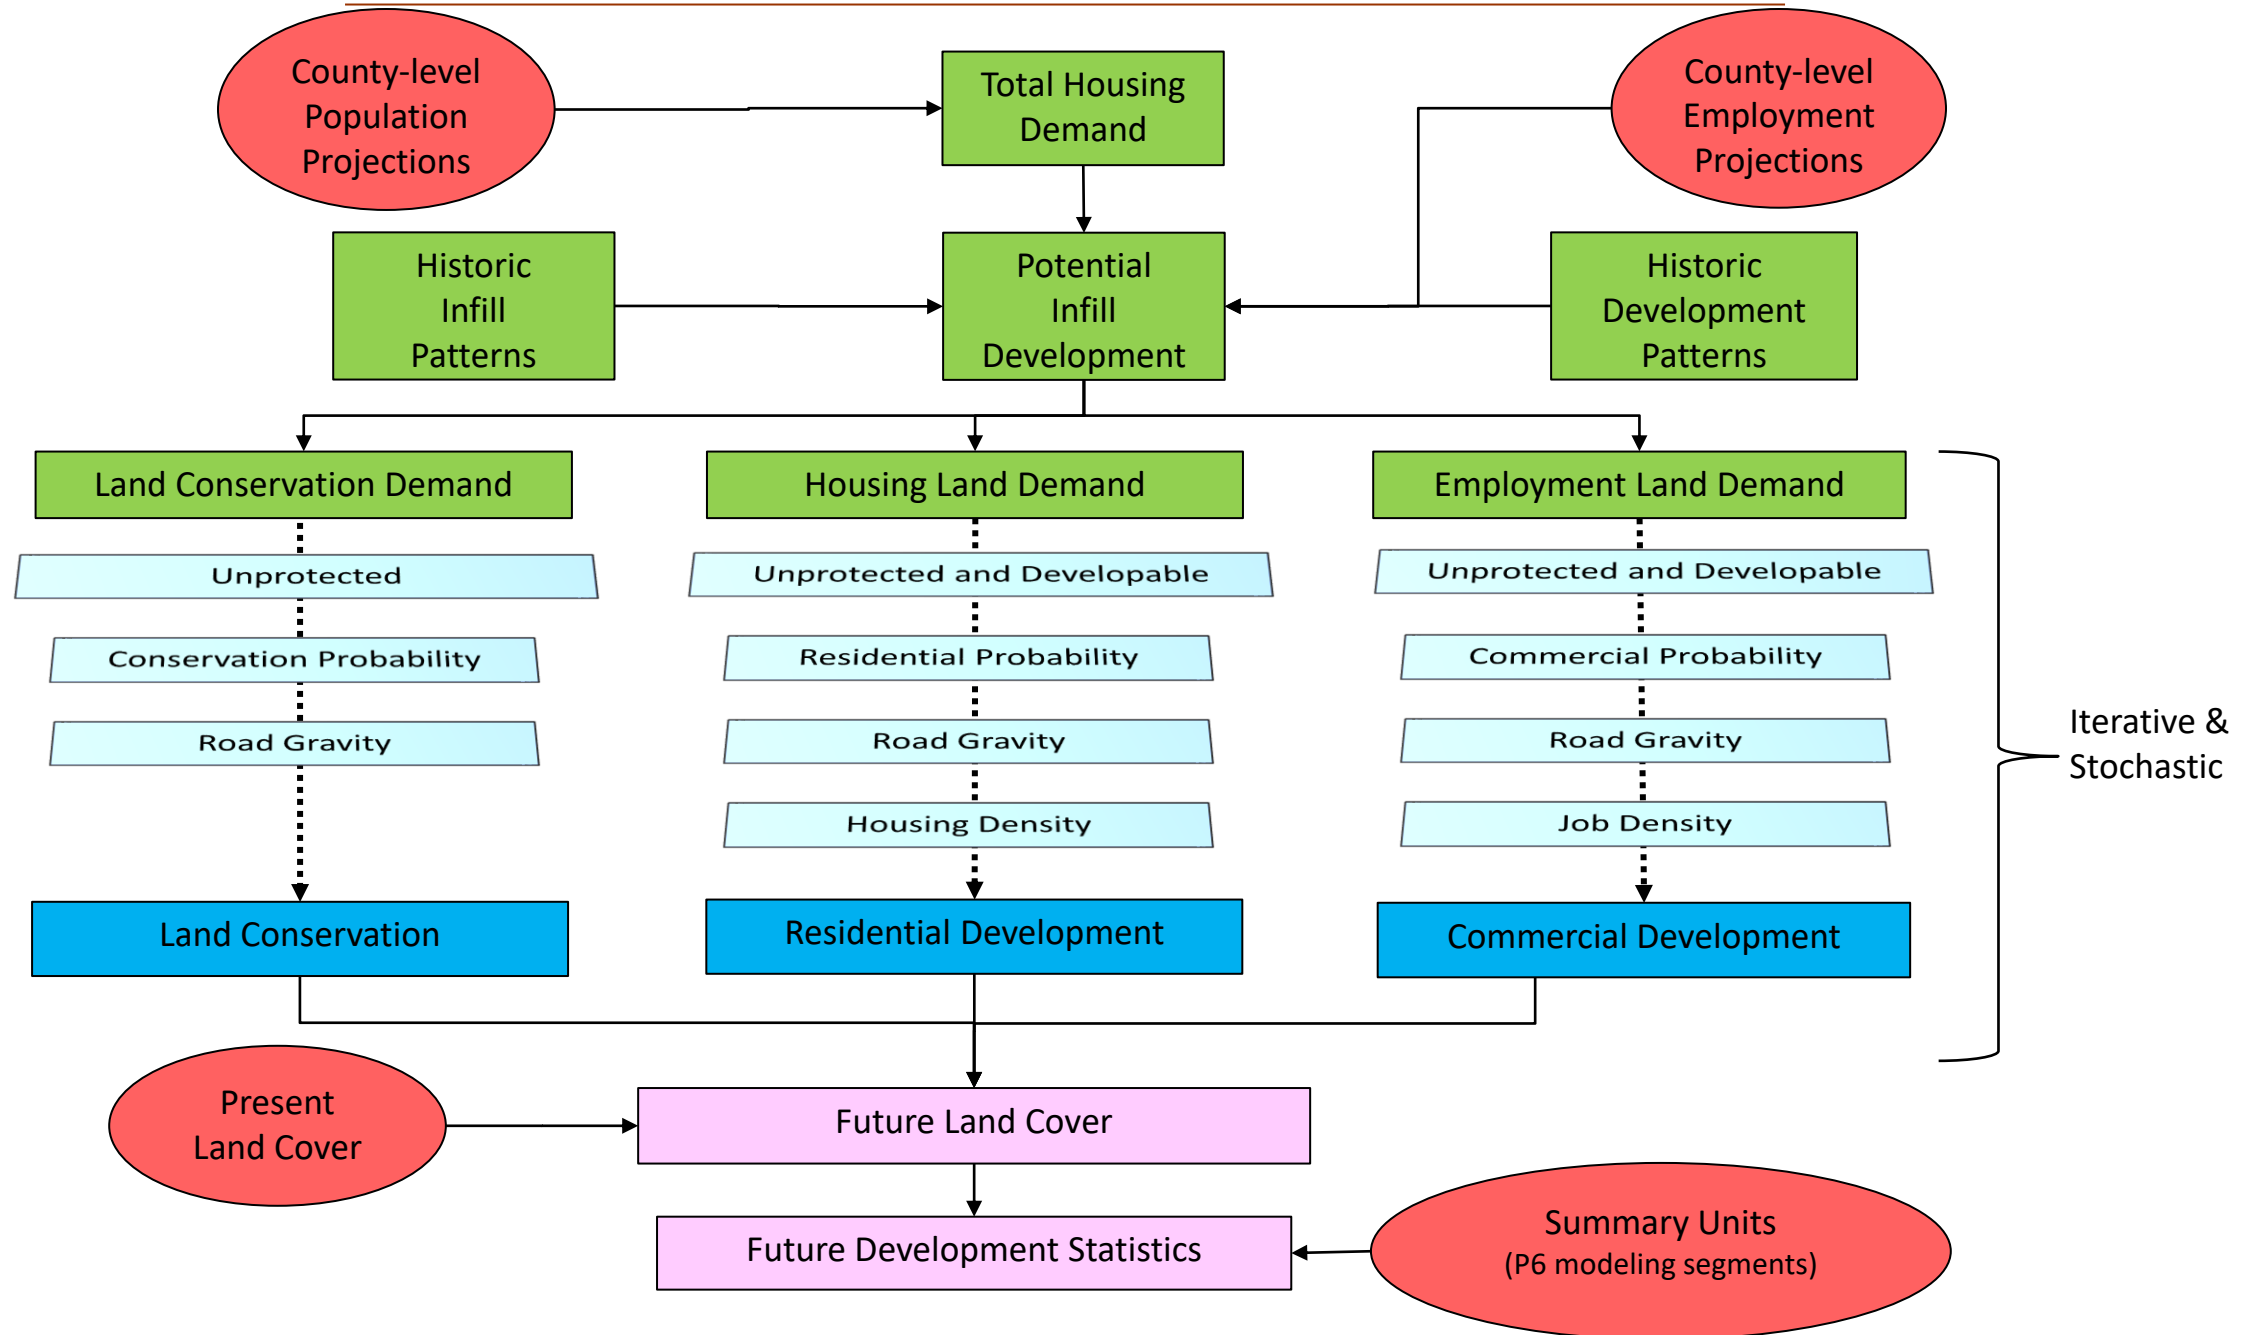 County-level
Population
Projections
Total Housing
Demand
County-level
Employment
Projections
Historic
Infill
Patterns
Potential
Infill
Development
Historic
Development
Patterns
Land Conservation Demand
Housing Land Demand
Employment Land Demand
Unprotected
Unprotected and Developable
Unprotected and Developable
Conservation Probability
Residential Probability
Commercial Probability
Road Gravity
Road Gravity
Road Gravity
Housing Density
Job Density
Iterative &
Stochastic
Land Conservation
Residential Development
Commercial Development
Present
Land Cover
Future Land Cover
Future Development Statistics
Summary Units
(P6 modeling segments)